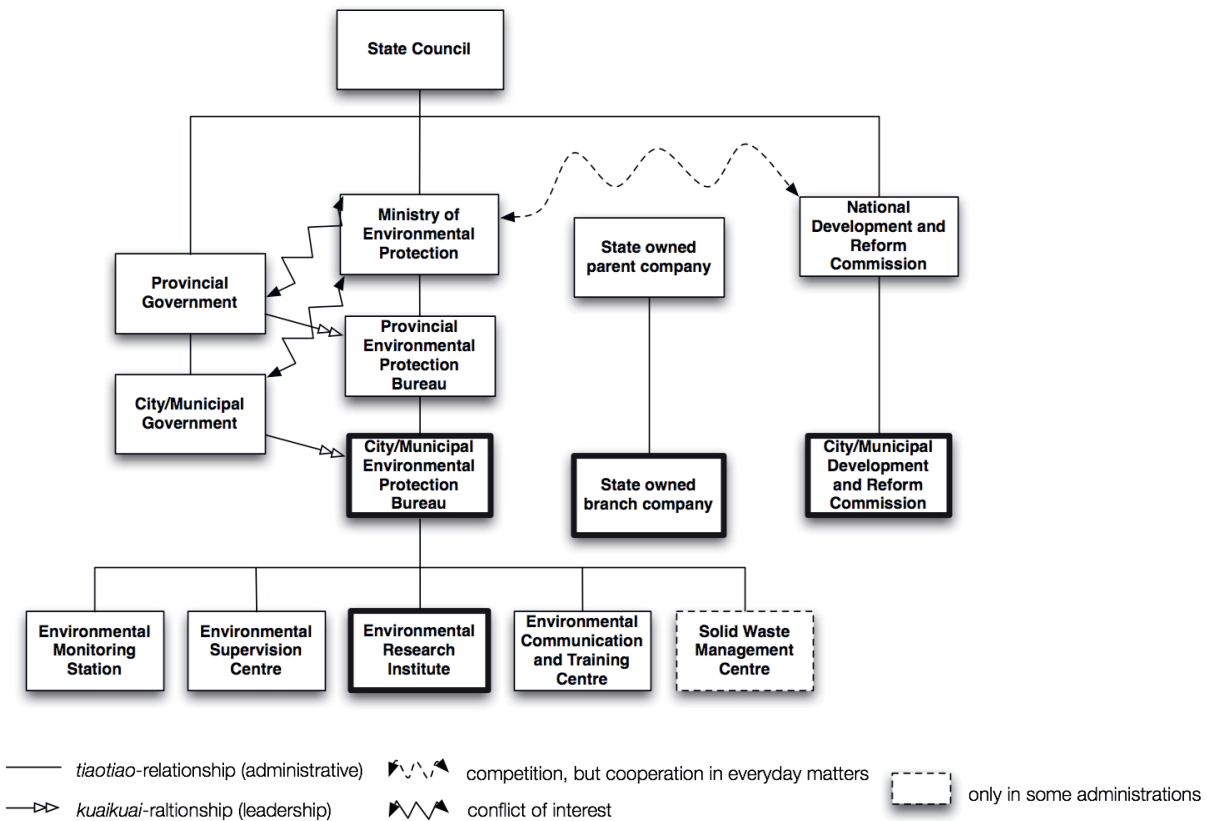 State Council
Ministry of
Environmental
Protection
National
Development and
Reform
Commission
State owned
parent company
Provincial
Government
Provincial
Environmental
Protection
Bureau
City/Municipal
Government
City/Municipal
Environmental
Protection
Bureau
State owned
branch company
City/Municipal
Development
and Reform
Commission
Environmental
Monitoring
Station
Environmental
Supervision
Centre
Environmental
Research
Institute
Environmental
Communication
and Training
Centre
Solid Waste
Management
Centre
tiaotiao-relationship (administrative)
competition, but cooperation in everyday matters
only in some administrations
kuaikuai-raltionship (leadership)
conflict of interest